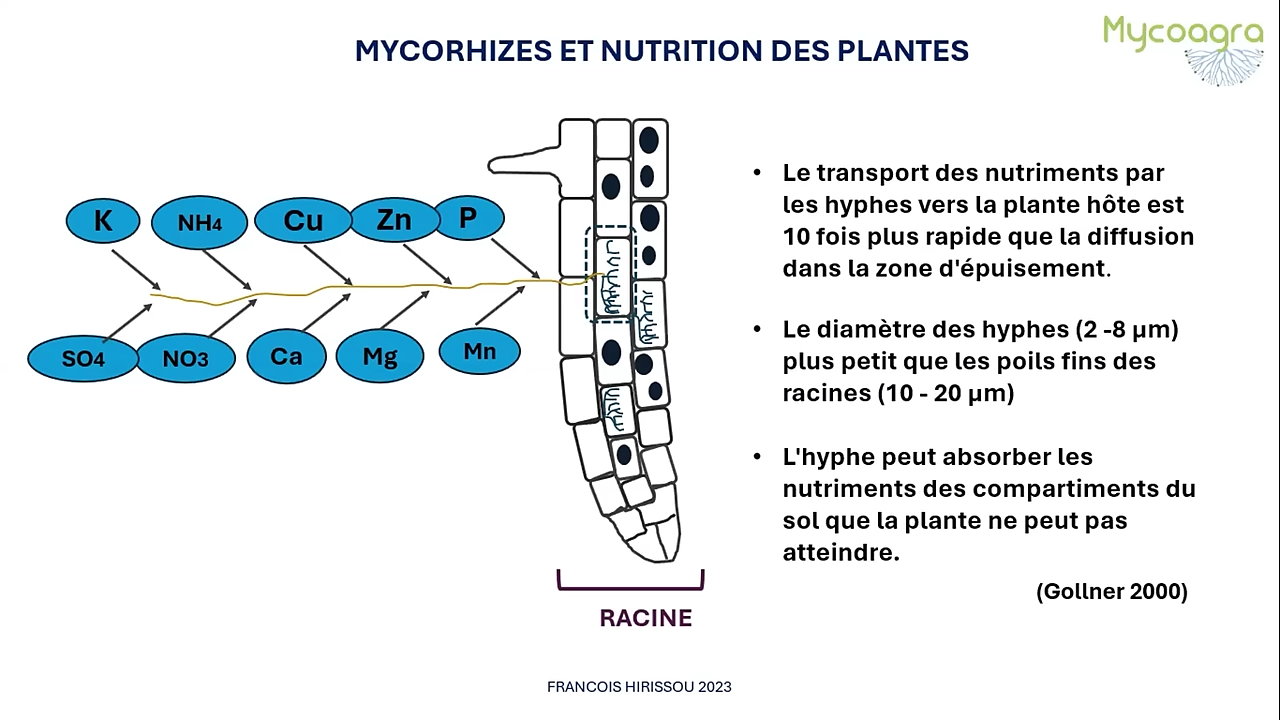 Mycoagra
MYCORHIZES ET NUTRITION DES PLANTES
K
NH4
Cu
Zn
P
SO4
NO3
Ca
Mg
Mn
• Le transport des nutriments par
les hyphes vers la plante hôte est
10 fois plus rapide que la diffusion
dans la zone d'épuisement.
• Le diamètre des hyphes (2 -8 µm)
plus petit que les poils fins des
racines (10 - 20 µm)
• L'hyphe peut absorber les
nutriments des compartiments du
sol que la plante ne peut pas
atteindre.
(Gollner 2000)
RACINE
FRANCOIS HIRISSOU 2023